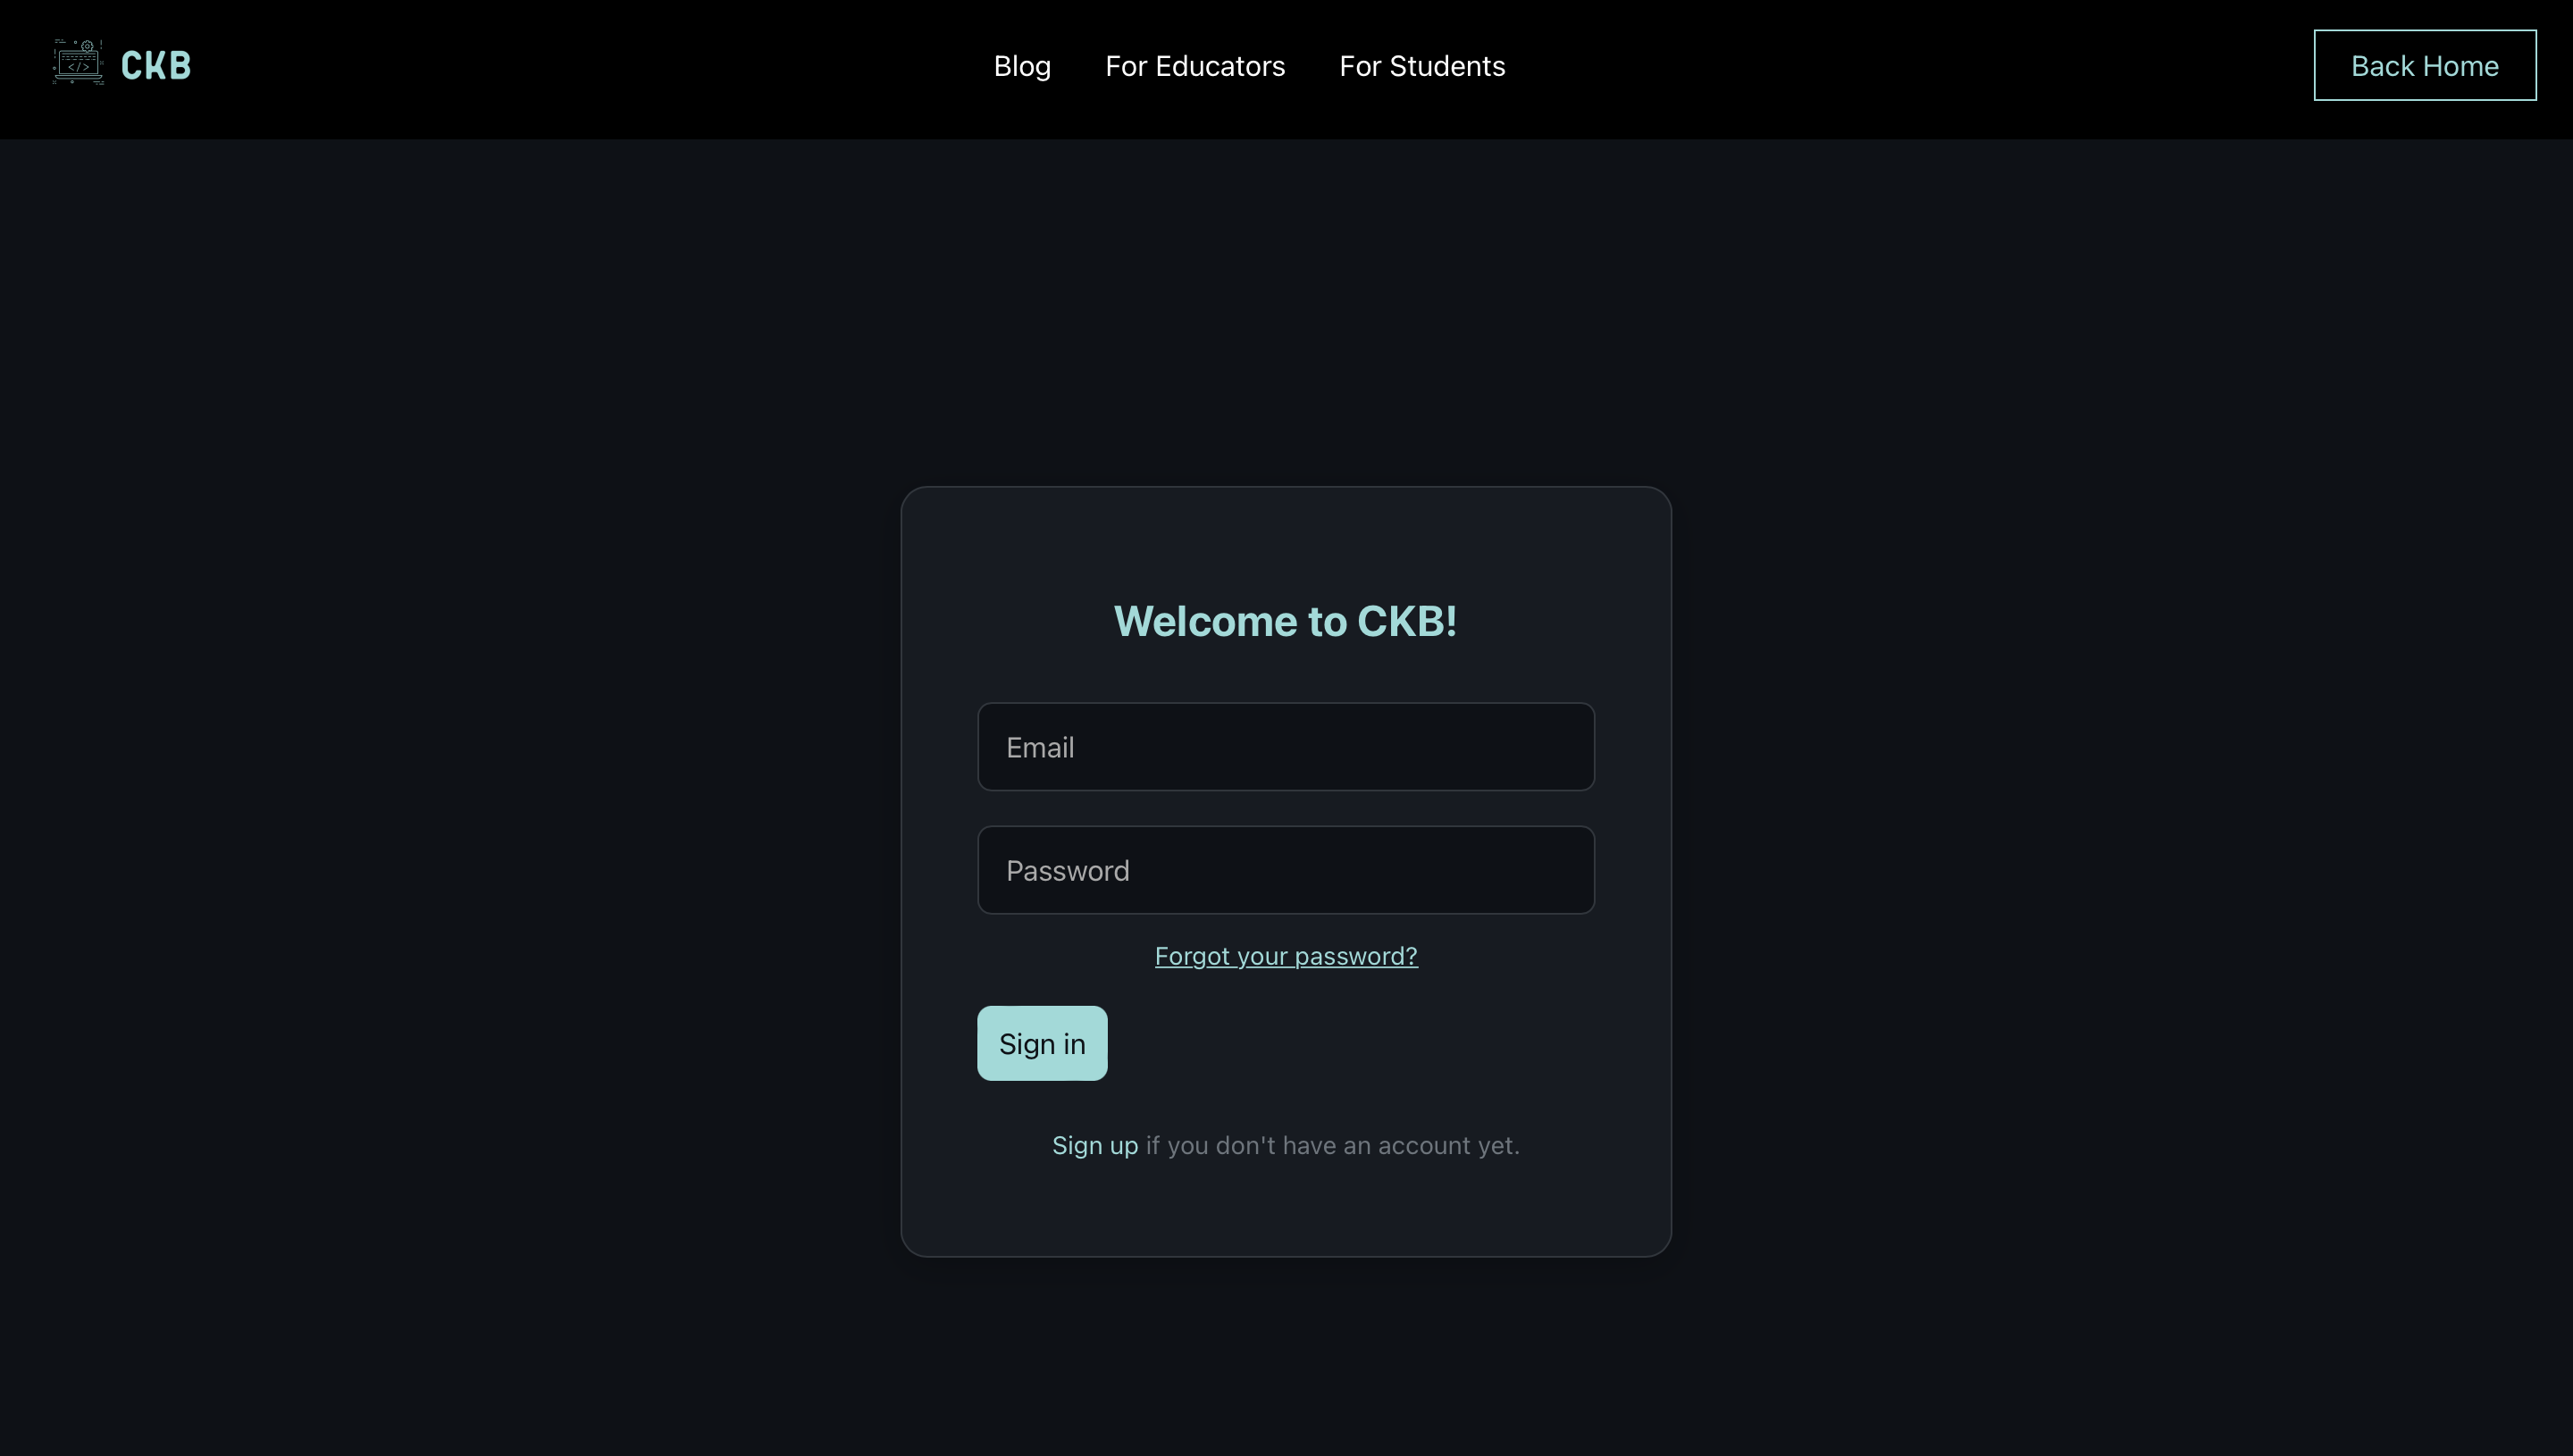 CKB
Blog
For Educators
For Students
Back Home
Welcome to CKB!
Email
Password
Forgot your password?
Sign in
Sign up if you don't have an account yet.